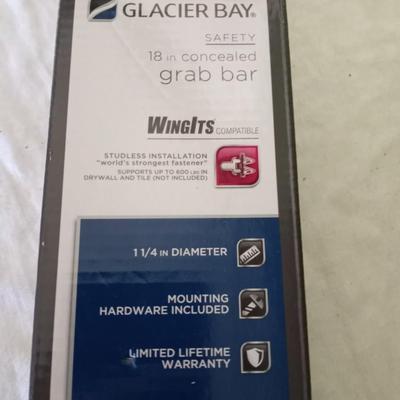 GLACIER BAY®
SAFETY
18 in concealed
grab bar
WINGITS® COMPATIBLE
STUDLESS INSTALLATION
"world's strongest fastener"
SUPPORTS UP TO 600 LBS IN
DRYWALL AND TILE (NOT INCLUDED)
1 1/4 IN DIAMETER
MOUNTING
HARDWARE INCLUDED
LIMITED LIFETIME
WARRANTY